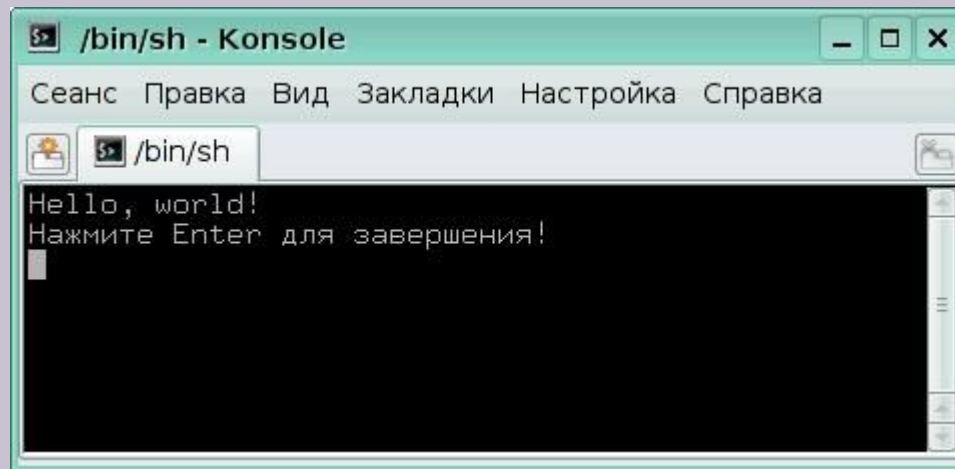 /bin/sh - Konsole
Сеанс Правка Вид Закладки Настройка Справка
/bin/sh
Hello, world!
Нажмите Enter для завершения!